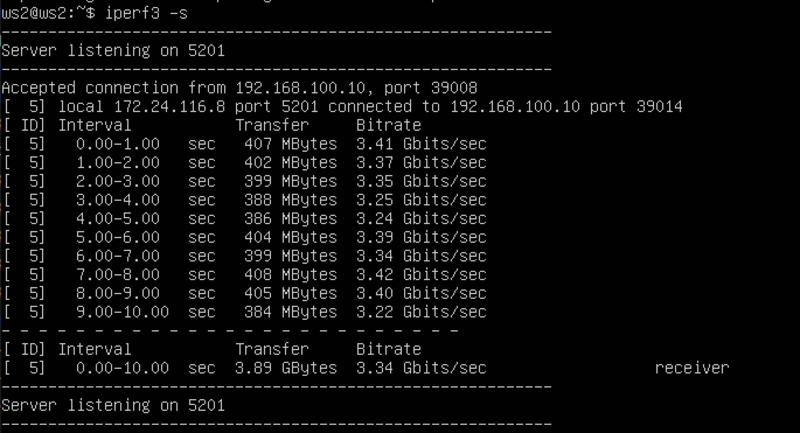 ws2@ws2:~$ iperf3 -s
-----------------------------------------------------------
Server listening on 5201
-----------------------------------------------------------
Accepted connection from 192.168.100.10, port 39008
[  5] local 172.24.116.8 port 5201 connected to 192.168.100.10 port 39014
[ ID] Interval           Transfer     Bitrate
[  5]   0.00-1.00   sec   407 MBytes  3.41 Gbits/sec
[  5]   1.00-2.00   sec   402 MBytes  3.37 Gbits/sec
[  5]   2.00-3.00   sec   399 MBytes  3.35 Gbits/sec
[  5]   3.00-4.00   sec   388 MBytes  3.25 Gbits/sec
[  5]   4.00-5.00   sec   386 MBytes  3.24 Gbits/sec
[  5]   5.00-6.00   sec   404 MBytes  3.39 Gbits/sec
[  5]   6.00-7.00   sec   399 MBytes  3.34 Gbits/sec
[  5]   7.00-8.00   sec   408 MBytes  3.42 Gbits/sec
[  5]   8.00-9.00   sec   405 MBytes  3.40 Gbits/sec
[  5]   9.00-10.00  sec   384 MBytes  3.22 Gbits/sec
- - - - - - - - - - - - - - - - - - - - - - - - -
[ ID] Interval           Transfer     Bitrate
[  5]   0.00-10.00  sec  3.89 GBytes  3.34 Gbits/sec                  receiver
-----------------------------------------------------------
Server listening on 5201
-----------------------------------------------------------